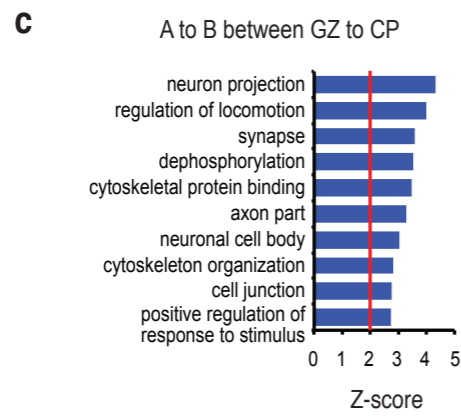 c
A to B between GZ to CP
neuron projection
regulation of locomotion
synapse
dephosphorylation
cytoskeletal protein binding
axon part
neuronal cell body
cytoskeleton organization
cell junction
positive regulation of
response to stimulus
0 1 2 3 4 5
Z-score